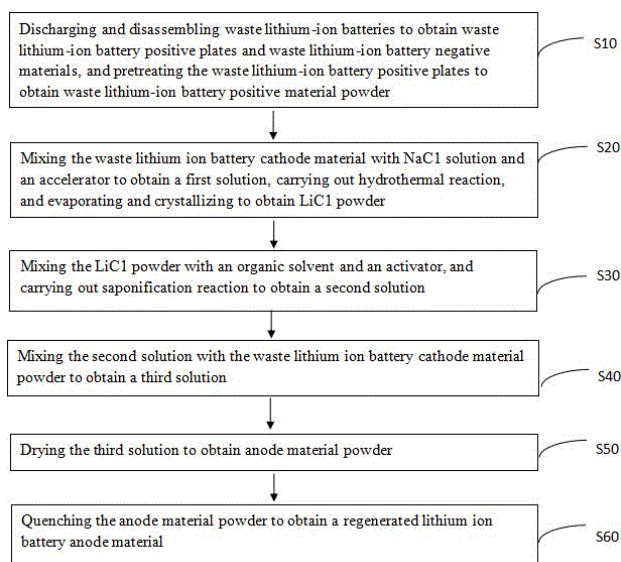 Discharging and disassembling waste lithium-ion batteries to obtain waste
lithium-ion battery positive plates and waste lithium-ion battery negative
materials, and pretreating the waste lithium-ion battery positive plates to
obtain waste lithium-ion battery positive material powder
S10
Mixing the waste lithium ion battery cathode material with NaC1 solution and
an accelerator to obtain a first solution, carrying out hydrothermal reaction,
and evaporating and crystallizing to obtain LiC1 powder
S20
Mixing the LiC1 powder with an organic solvent and an activator, and
carrying out saponification reaction to obtain a second solution
S30
Mixing the second solution with the waste lithium ion battery cathode material
powder to obtain a third solution
S40
Drying the third solution to obtain anode material powder
S50
Quenching the anode material powder to obtain a regenerated lithium ion
battery anode material
S60